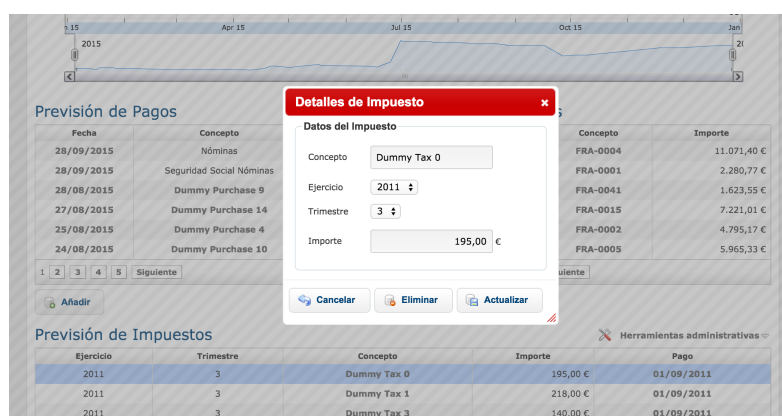 15
Apr 15
Jul 15
Oct 15
Jan
2015
Previsión de Pagos
Detalles de Impuesto
Fecha Concepto Concepto Importe
28/09/2015 Nóminas FRA-0004 11.071,40 €
28/09/2015 Seguridad Social Nóminas FRA-0001 2.280,77 €
28/08/2015 Dummy Purchase 9 FRA-0041 1.623,55 €
27/08/2015 Dummy Purchase 14 FRA-0015 7.221,01 €
25/08/2015 Dummy Purchase 4 FRA-0002 4.795,17 €
24/08/2015 Dummy Purchase 10 FRA-0005 5.965,33 €
1 2 3 4 5 Siguiente
Añadir
Datos del Impuesto
Concepto Dummy Tax 0
Ejercicio 2011
Trimestre 3
Importe 195,00 €
Cancelar Eliminar Actualizar
Previsión de Impuestos
Herramientas administrativas
Ejercicio Trimestre Concepto Importe Pago
2011 3 Dummy Tax 0 195,00 € 01/09/2011
2011 3 Dummy Tax 1 218,00 € 01/09/2011
2011 3 Dummy Tax 3 140,00 € 01/09/2011